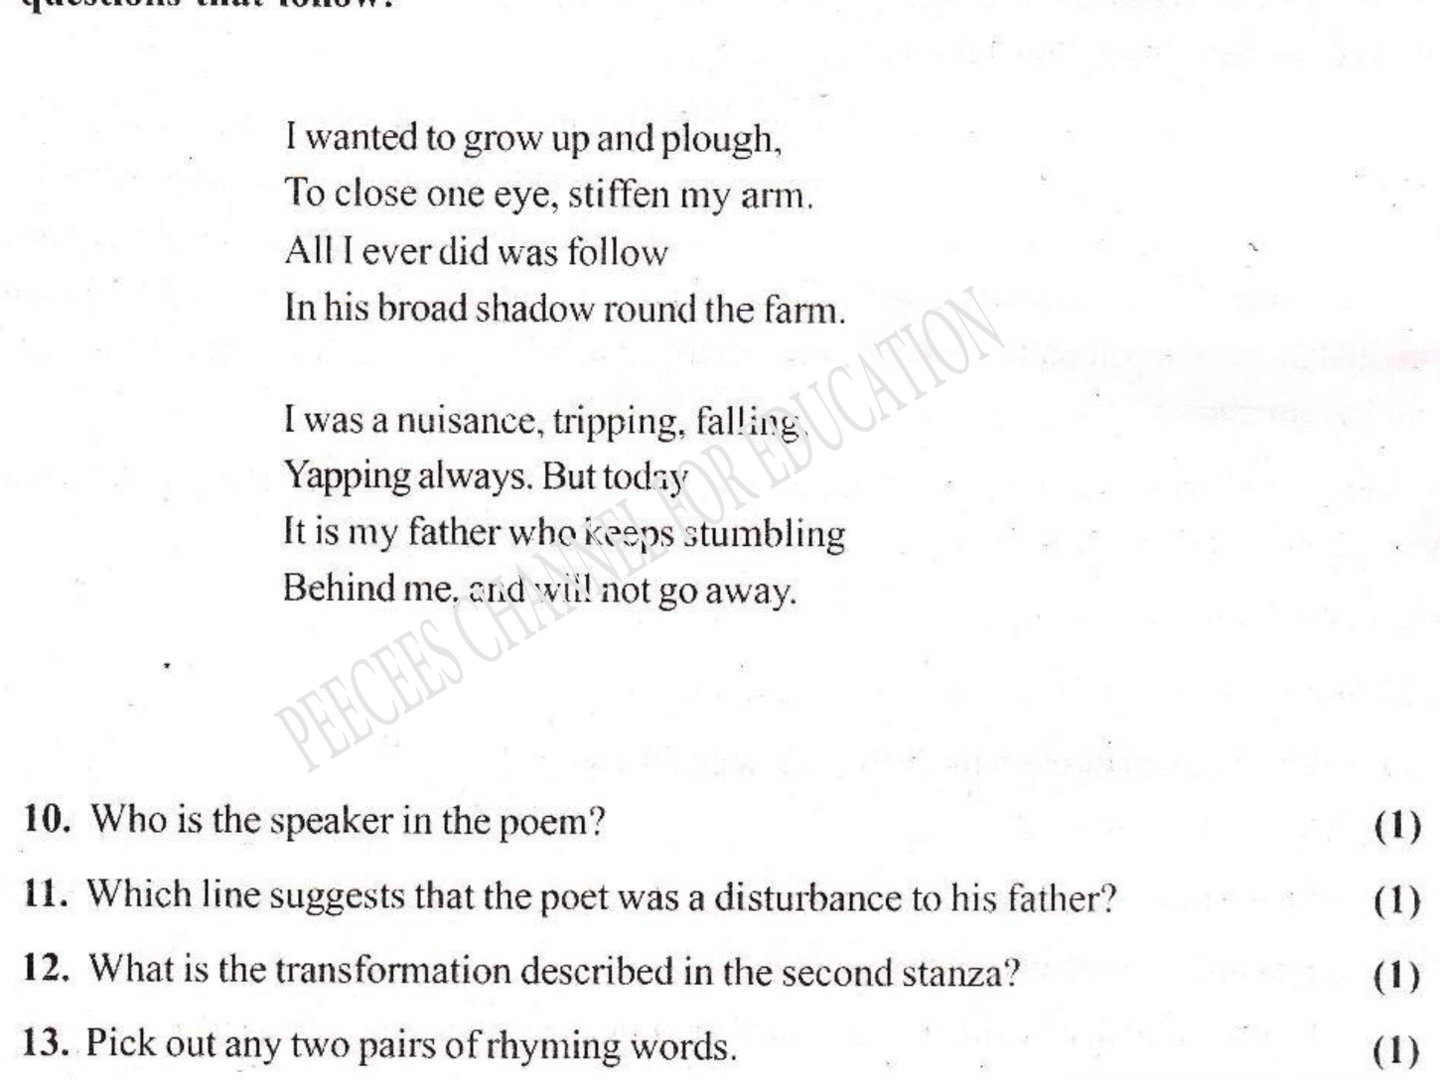 questions that follow.
I wanted to grow up and plough,
To close one eye, stiffen my arm.
All I ever did was follow
In his broad shadow round the farm.
I was a nuisance, tripping, falling,
Yapping always. But today
It is my father who keeps stumbling
Behind me, and will not go away.
PEECEES CHANNEL FOR EDUCATION
10. Who is the speaker in the poem? (1)
11. Which line suggests that the poet was a disturbance to his father? (1)
12. What is the transformation described in the second stanza? (1)
13. Pick out any two pairs of rhyming words. (1)